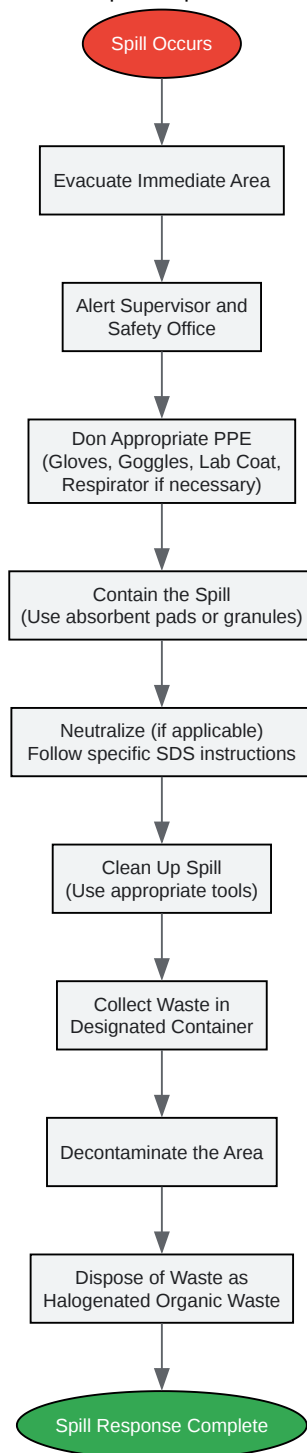 Spill Occurs
Evacuate Immediate Area
Alert Supervisor and
Safety Office
Don Appropriate PPE
(Gloves, Goggles, Lab Coat,
Respirator if necessary)
Contain the Spill
(Use absorbent pads or granules)
Neutralize (if applicable)
Follow specific SDS instructions
Clean Up Spill
(Use appropriate tools)
Collect Waste in
Designated Container
Decontaminate the Area
Dispose of Waste as
Halogenated Organic Waste
Spill Response Complete